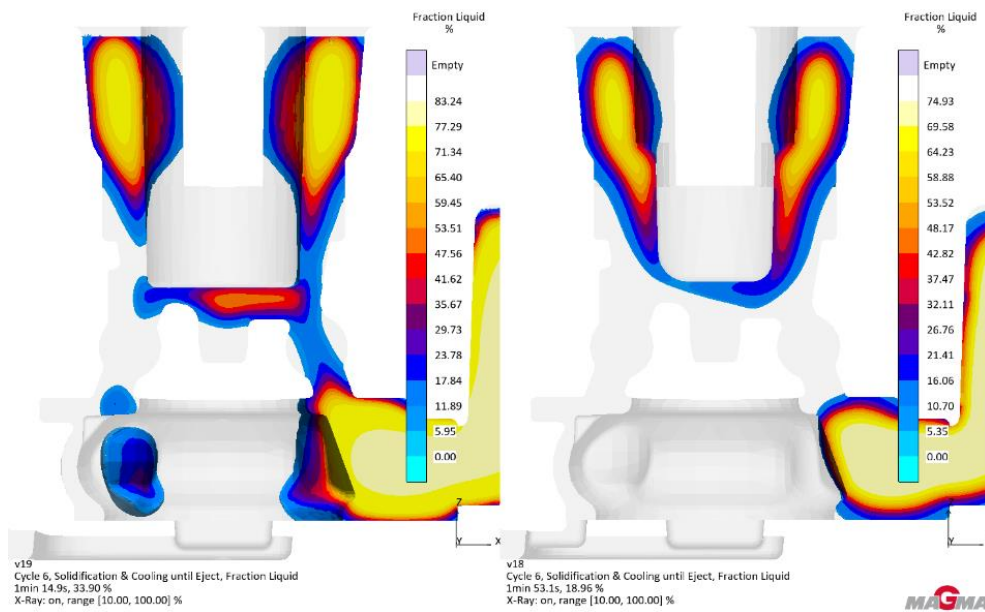 Fraction Liquid
%
Empty
83.24
77.29
71.34
65.40
59.45
53.51
47.56
41.62
35.67
29.73
23.78
17.84
11.89
5.95
0.00
Z
Y
X
v19
Cycle 6, Solidification & Cooling until Eject, Fraction Liquid
1min 14.9s, 33.90 %
X-Ray: on, range [10.00, 100.00] %
Fraction Liquid
%
Empty
74.93
69.58
64.23
58.88
53.52
48.17
42.82
37.47
32.11
26.76
21.41
16.06
10.70
5.35
0.00
Z
Y
v18
Cycle 6, Solidification & Cooling until Eject, Fraction Liquid
1min 53.1s, 18.96 %
X-Ray: on, range [10.00, 100.00] %
MAGMA